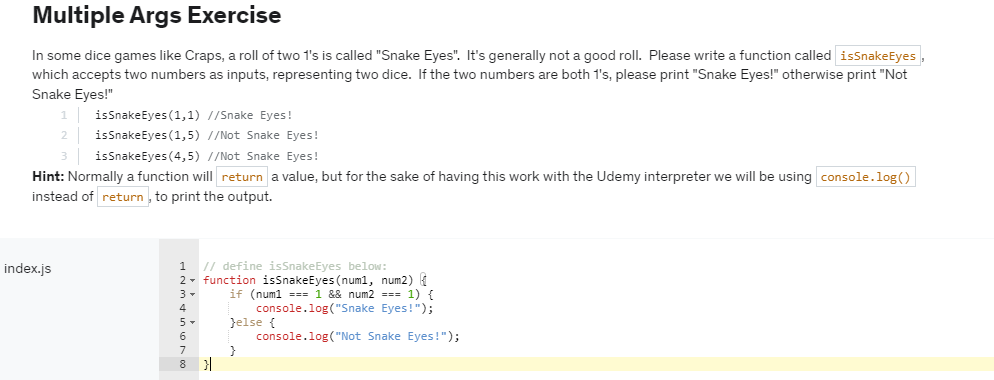 Multiple Args Exercise
In some dice games like Craps, a roll of two 1's is called "Snake Eyes".  It's generally not a good roll.  Please write a function called isSnakeEyes,
which accepts two numbers as inputs, representing two dice.  If the two numbers are both 1's, please print "Snake Eyes!" otherwise print "Not
Snake Eyes!"
1 isSnakeEyes(1,1) //Snake Eyes!
2 isSnakeEyes(1,5) //Not Snake Eyes!
3 isSnakeEyes(4,5) //Not Snake Eyes!
Hint: Normally a function will return a value, but for the sake of having this work with the Udemy interpreter we will be using console.log()
instead of return, to print the output.
index.js
1 // define isSnakeEyes below:
2 function isSnakeEyes(num1, num2) {
3     if (num1 === 1 && num2 === 1) {
4         console.log("Snake Eyes!");
5     }else {
6         console.log("Not Snake Eyes!");
7     }
8 }